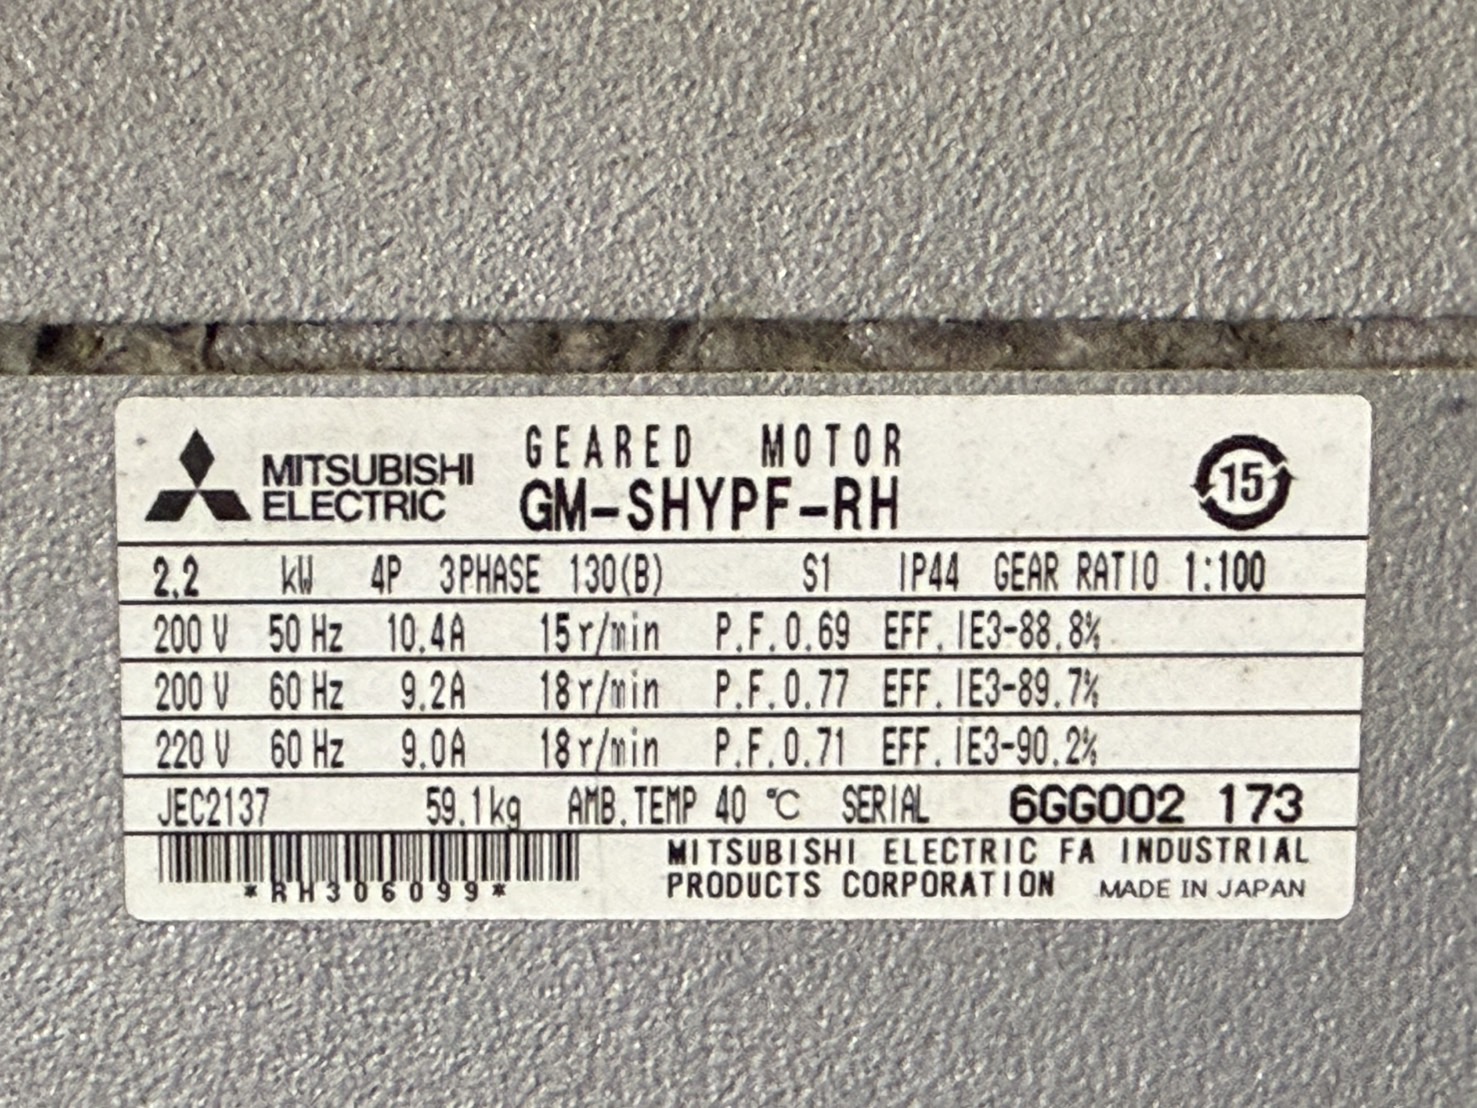 MITSUBISHI
ELECTRIC
GEARED MOTOR
GM-SHYPF-RH
15
2.2 kW 4P 3PHASE 130(B) S1 IP44 GEAR RATIO 1:100
200 V 50 Hz 10.4A 15r/min P.F.0.69 EFF.IE3-88.8%
200 V 60 Hz 9.2A 18r/min P.F.0.77 EFF.IE3-89.7%
220 V 60 Hz 9.0A 18r/min P.F.0.71 EFF.IE3-90.2%
JEC2137 59.1kg AMB.TEMP 40 ℃ SERIAL 6GG002 173
*RH306099*
MITSUBISHI ELECTRIC FA INDUSTRIAL
PRODUCTS CORPORATION MADE IN JAPAN